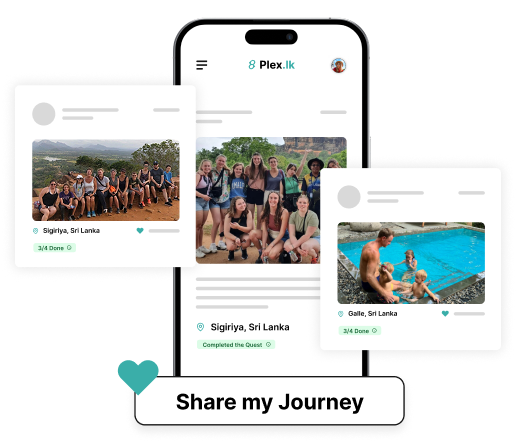 Plex.lk
Sigiriya, Sri Lanka
3/4 Done
Sigiriya, Sri Lanka
Completed the Quest
Galle, Sri Lanka
3/4 Done
Share my Journey